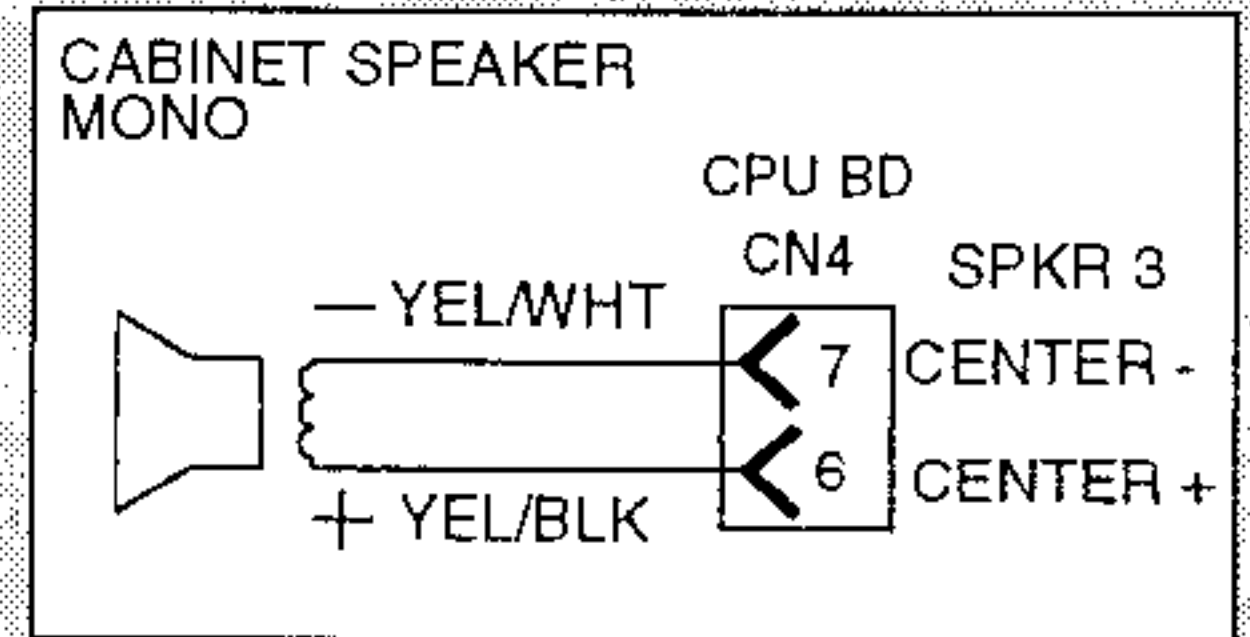 CABINET SPEAKER
MONO
CPU BD
CN4
SPKR 3
— YEL/WHT
7
CENTER -
6
CENTER +
+ YEL/BLK